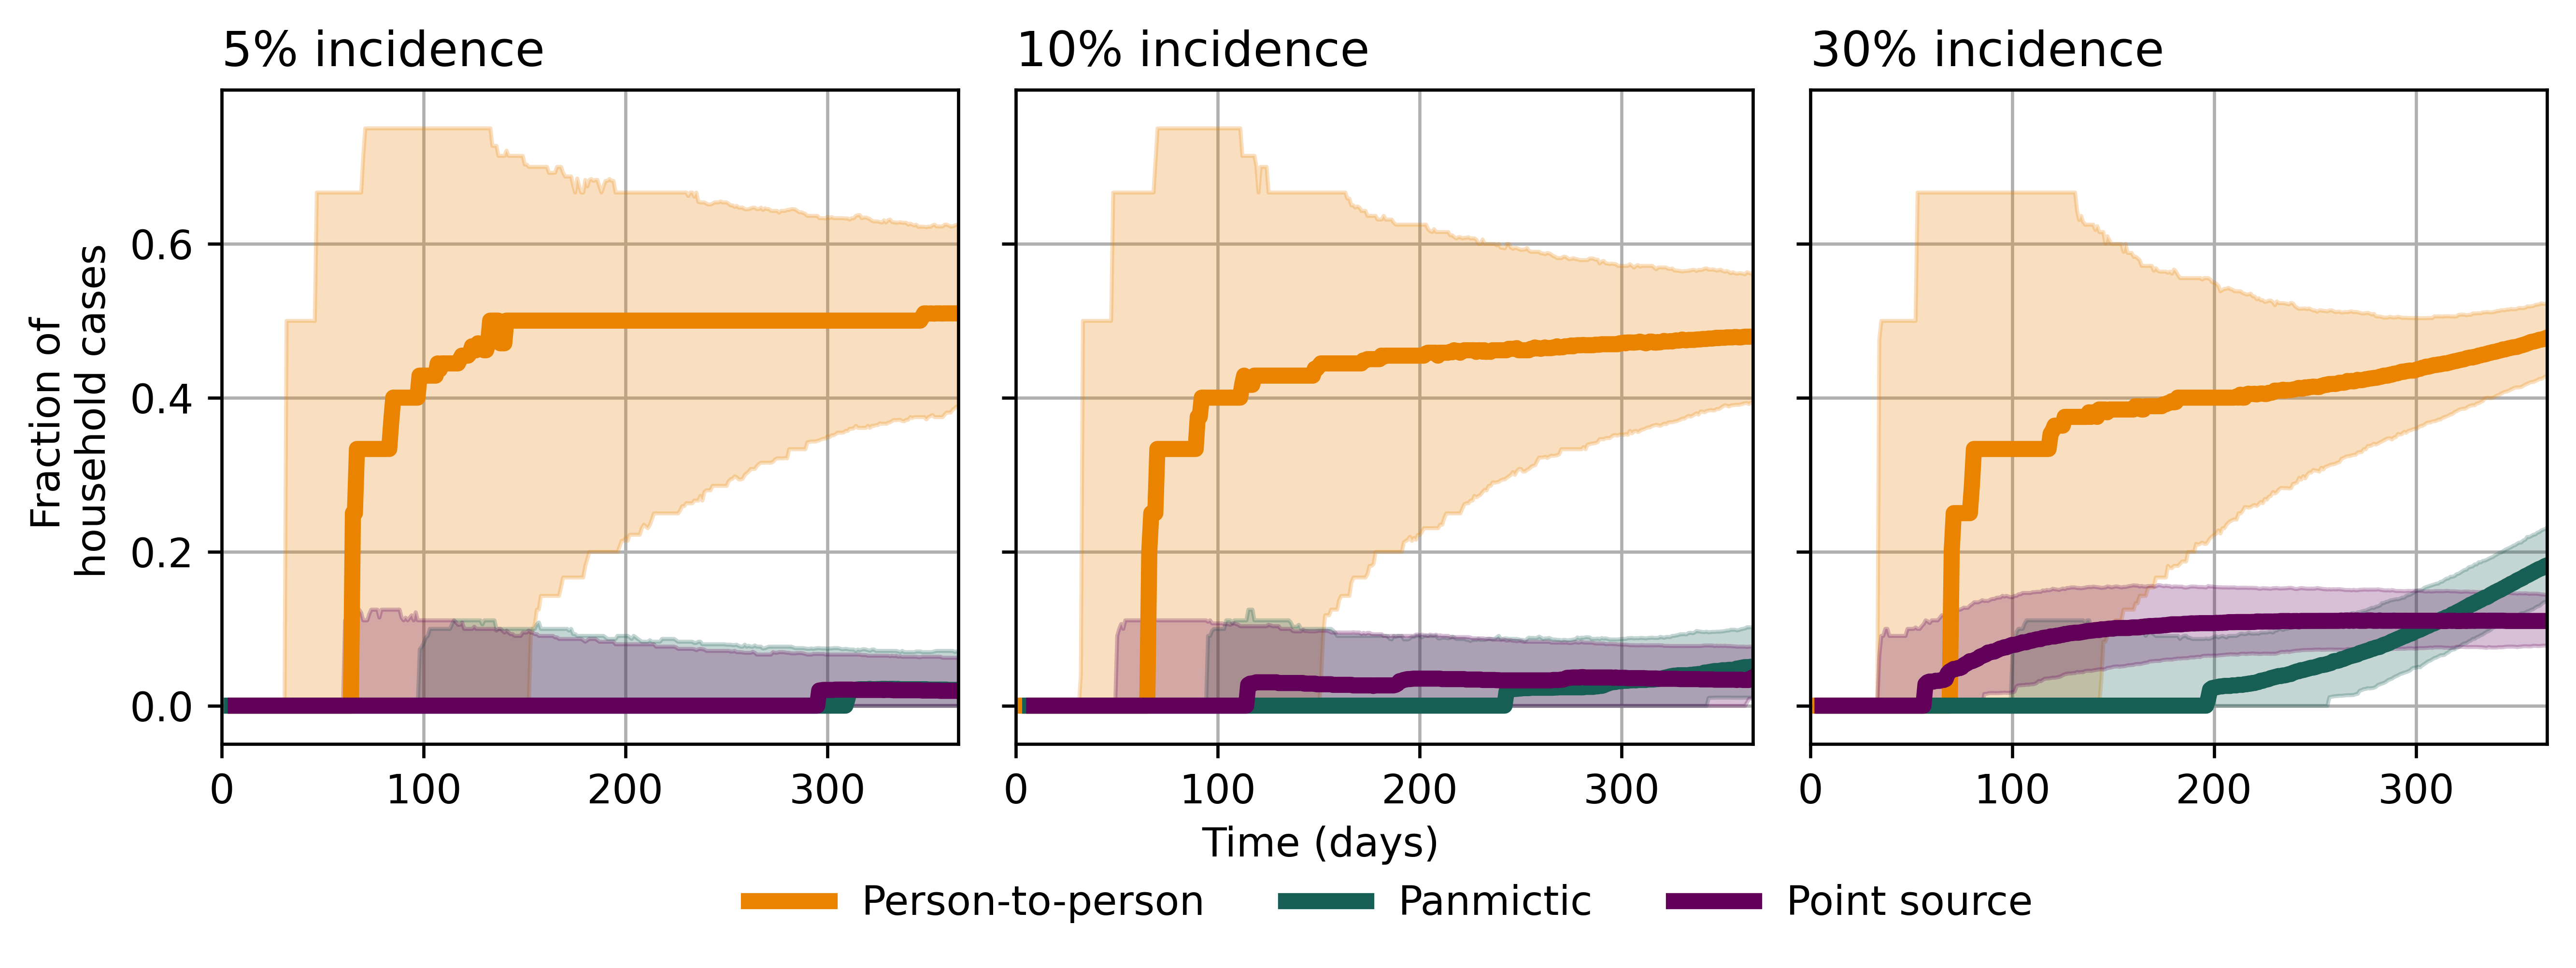 5% incidence
10% incidence
30% incidence
Fraction of
household cases
0.6
0.4
0.2
0.0
0 100 200 300
0 100 200 300
0 100 200 300
Time (days)
Person-to-person Panmictic Point source